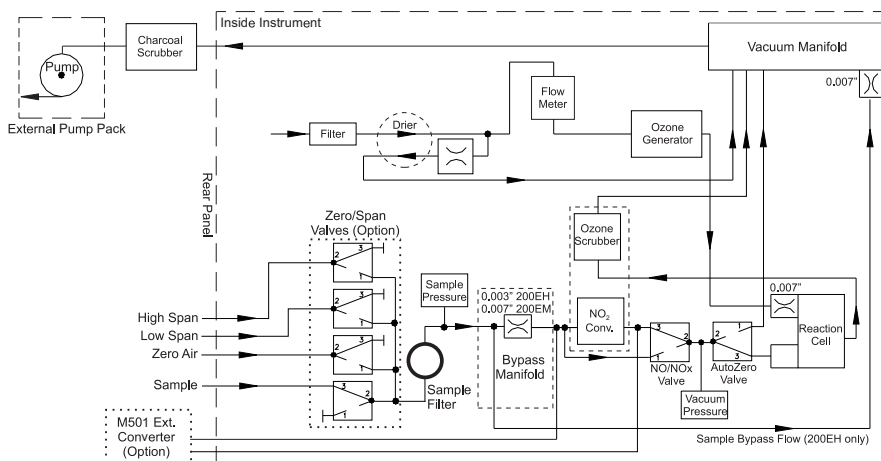 Inside Instrument
Charcoal
Scrubber
Vacuum Manifold
Pump
0.007"
External Pump Pack
Flow
Meter
Drier
Filter
Ozone
Generator
Rear Panel
Zero/Span
Valves (Option)
3
2
1
Ozone
Scrubber
Sample
Pressure
0.003" 200EH
0.007" 200EM
0.007"
High Span
3
2
1
NO2
Conv.
Low Span
Reaction
Cell
3
2
1
3
2
1
2
1
3
Zero Air
Bypass
Manifold
NO/NOx
Valve
AutoZero
Valve
Sample
3
2
1
Sample
Filter
Vacuum
Pressure
M501 Ext.
Converter
(Option)
Sample Bypass Flow (200EH only)